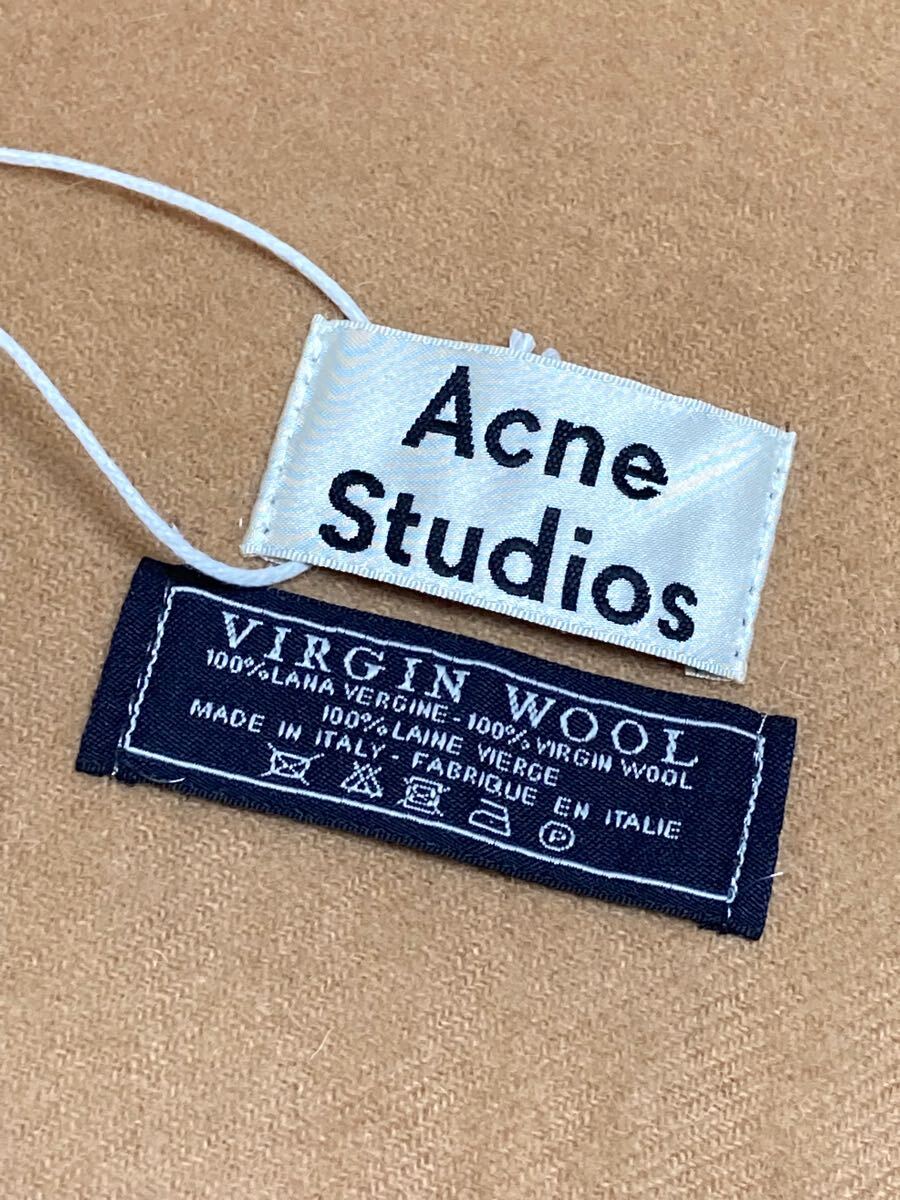 Acne
Studios
VIRGIN WOOL
100% LANA VERGINE - 100% VIRGIN WOOL
100% LAINE VIERGE
MADE IN ITALY - FABRIQUE EN ITALIE
P